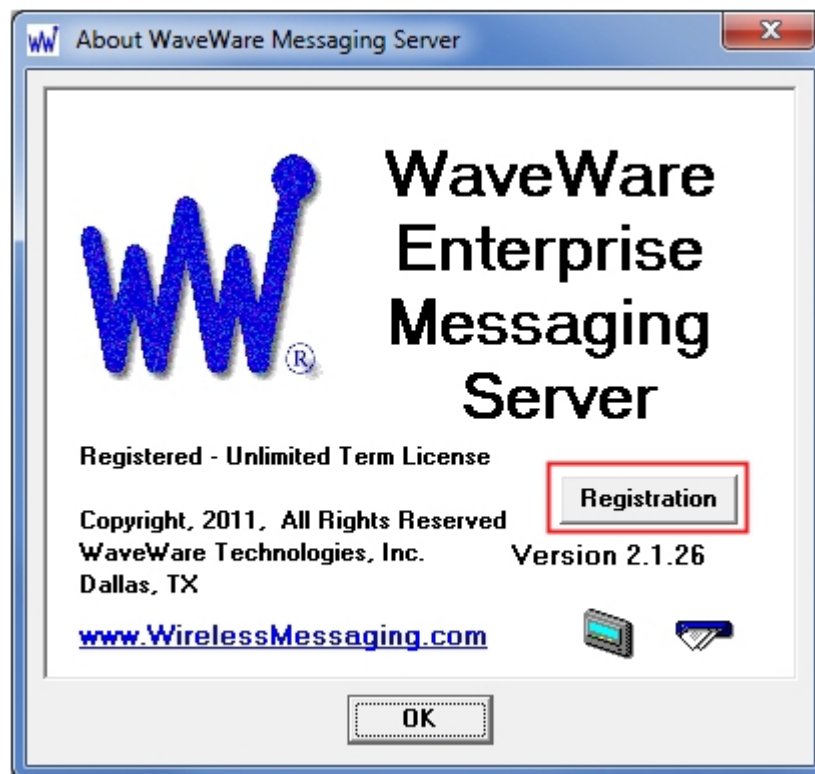 About WaveWare Messaging Server
WaveWare
Enterprise
Messaging
Server
WW®
Registered - Unlimited Term License
Registration
Copyright, 2011, All Rights Reserved
WaveWare Technologies, Inc.
Version 2.1.26
Dallas, TX
www.WirelessMessaging.com
OK